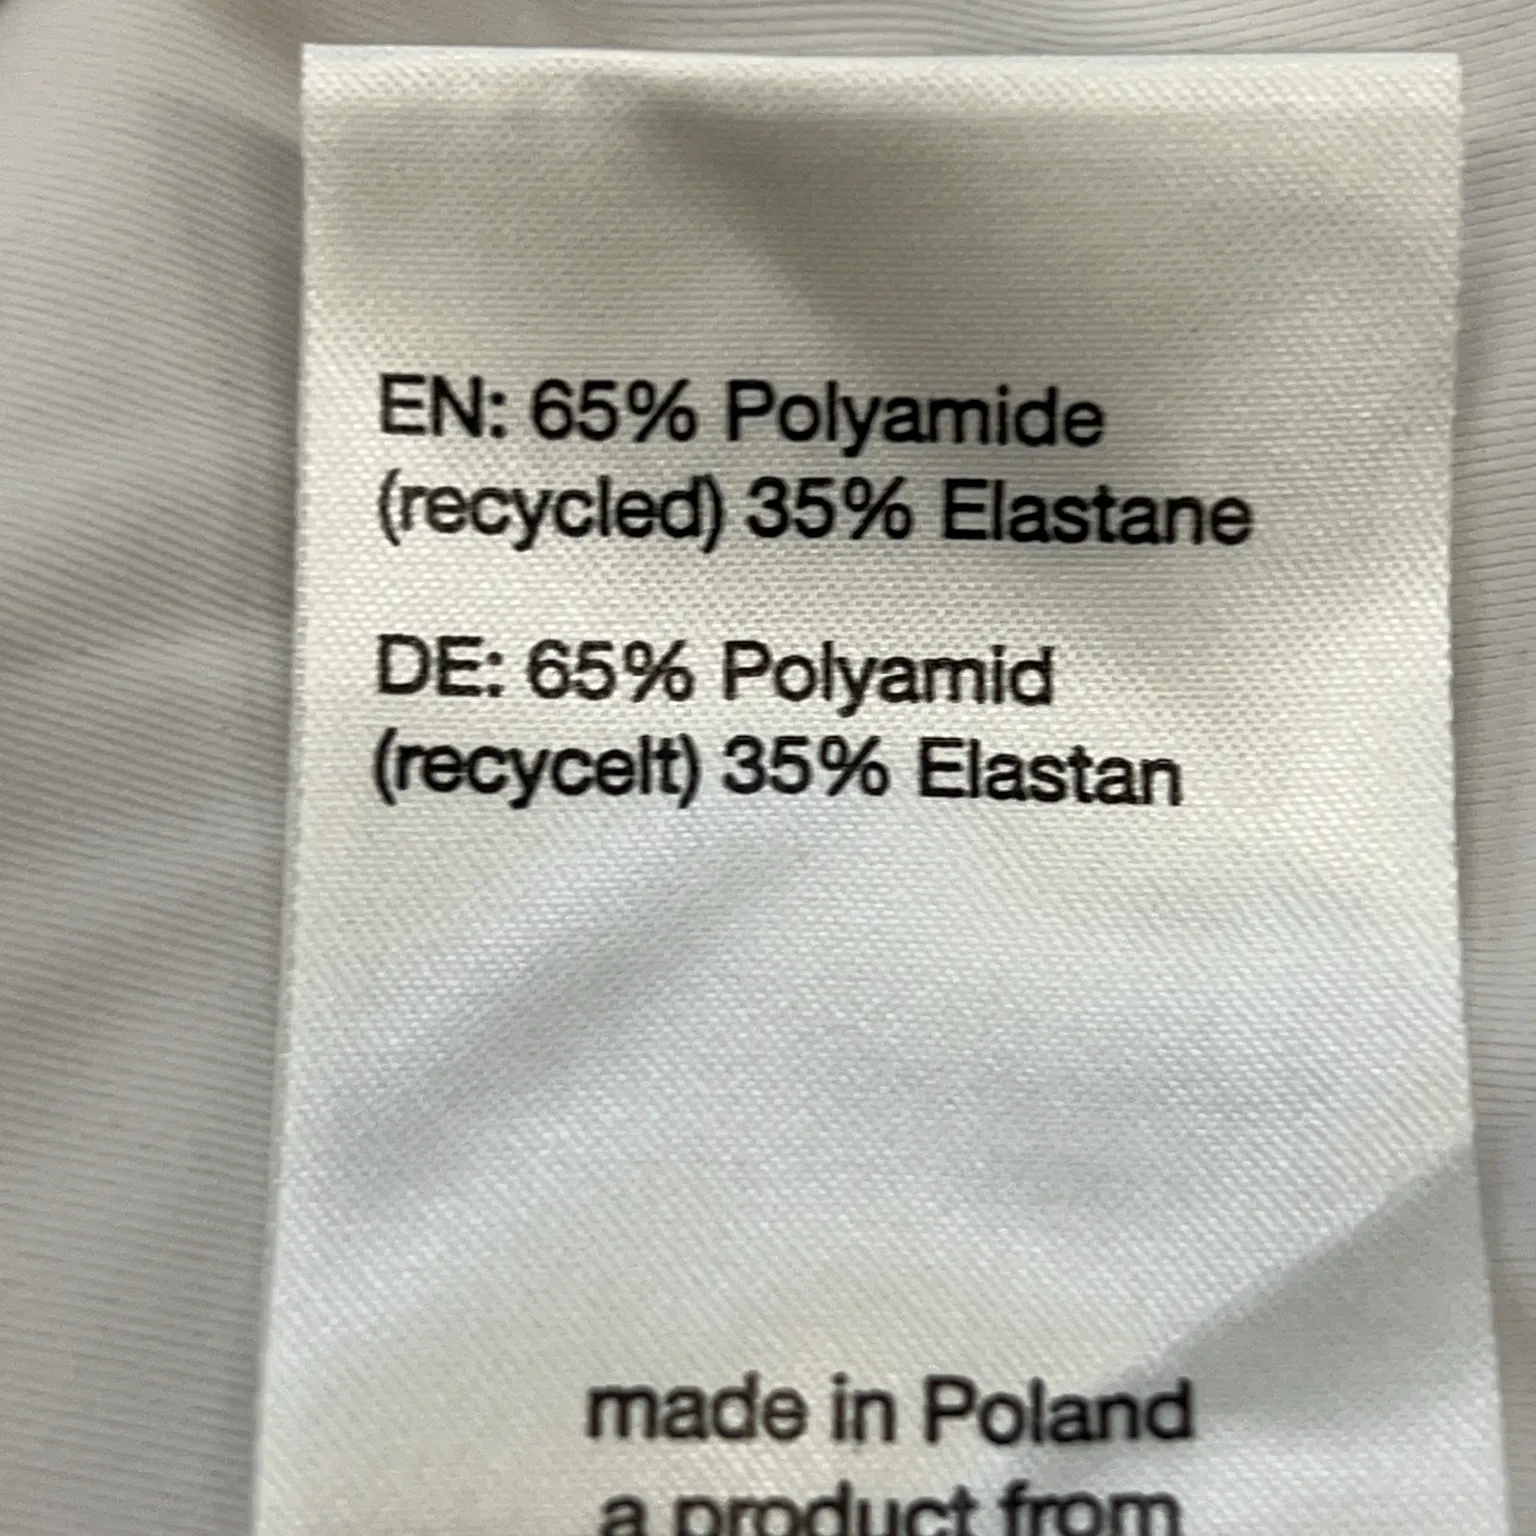 EN: 65% Polyamide
(recycled) 35% Elastane
DE: 65% Polyamid
(recycelt) 35% Elastan
made in Poland
a product from